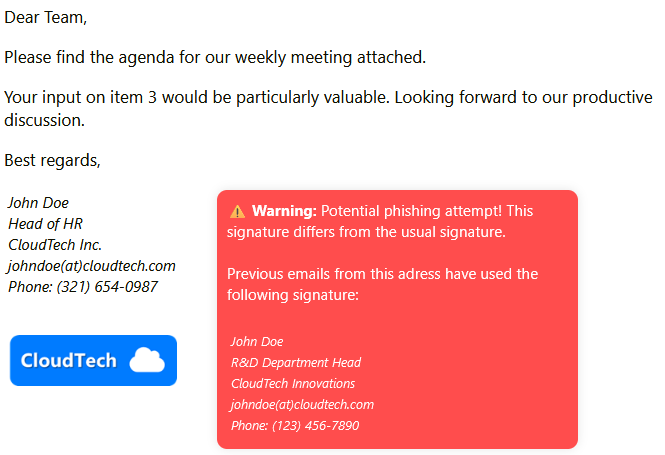 Dear Team,
Please find the agenda for our weekly meeting attached.
Your input on item 3 would be particularly valuable. Looking forward to our productive
discussion.
Best regards,
John Doe
Head of HR
CloudTech Inc.
johndoe(at)cloudtech.com
Phone: (321) 654-0987
CloudTech
⚠️ Warning: Potential phishing attempt! This
signature differs from the usual signature.
Previous emails from this adress have used the
following signature:
John Doe
R&D Department Head
CloudTech Innovations
johndoe(at)cloudtech.com
Phone: (123) 456-7890